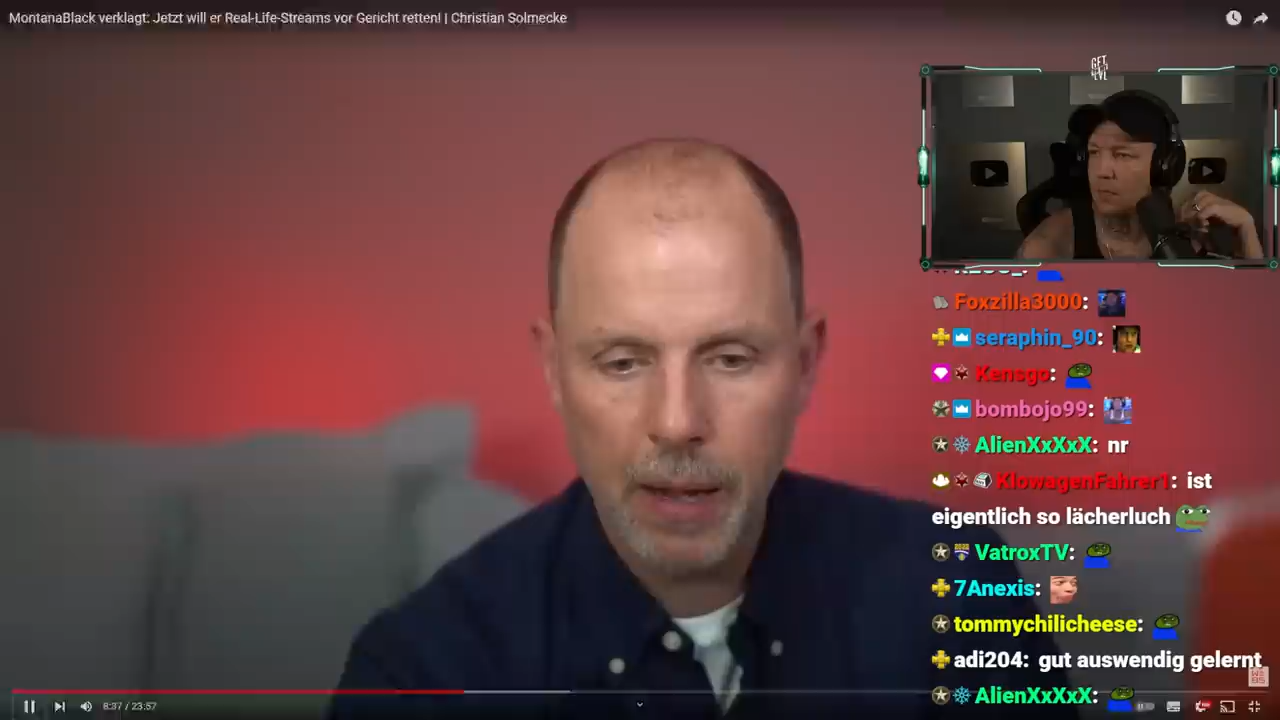 MontanaBlack verklagt: Jetzt will er Real-Life-Streams vor Gericht retten! | Christian Solmecke
GET
Foxzilla3000:
seraphin_90:
Kensgo:
bombojo99:
AlienXxXxX: nr
KlowagenFahrer1: ist
eigentlich so lächerluch
VatroxTV:
7Anexis:
tommychilicheese:
adi204: gut auswendig gelernt
AlienXxXxX:
8:37 / 23:57